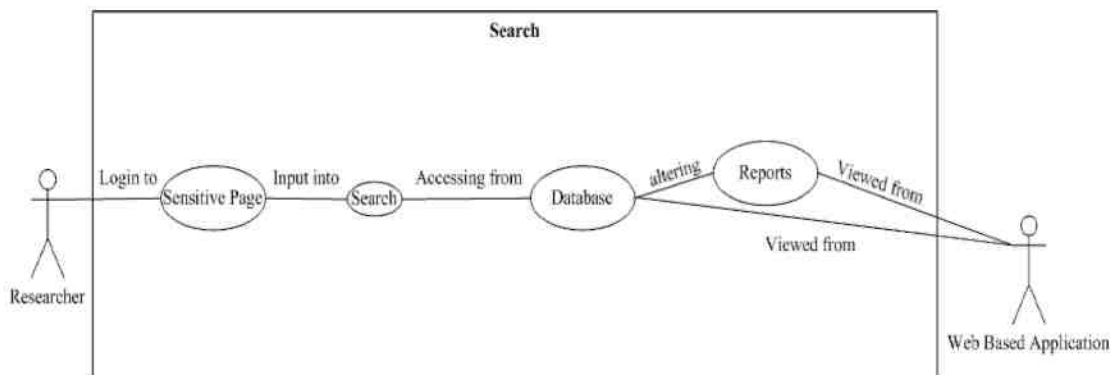 Search
Login to
Sensitive Page
Input into
Search
Accessing from
Database
altering
Reports
Viewed from
Viewed from
Researcher
Web Based Application